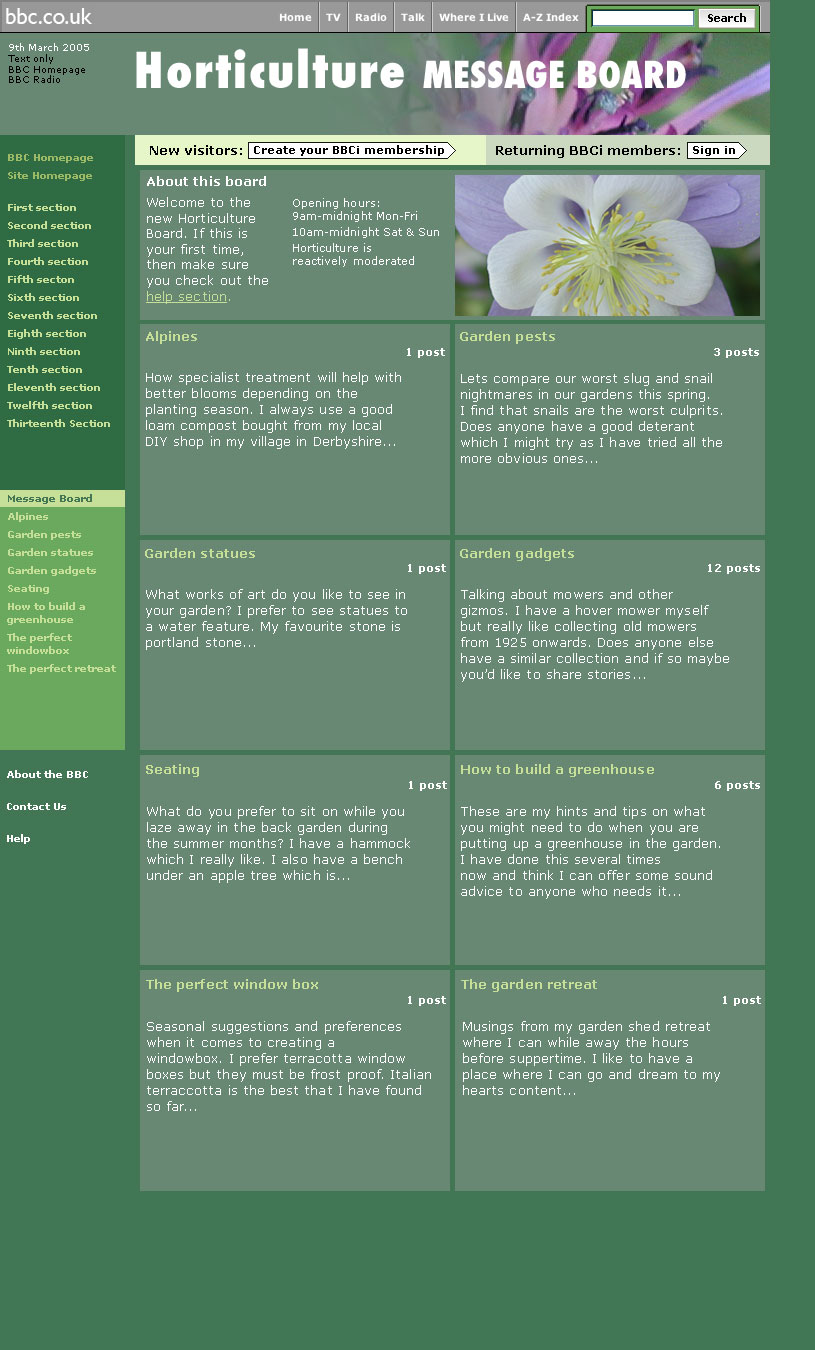 bbc.co.uk
Home TV Radio Talk Where I Live A-Z Index Search
9th March 2005
Text only
BBC Homepage
BBC Radio
Horticulture MESSAGE BOARD
New visitors: Create your BBCi membership
Returning BBCi members: Sign in
BBC Homepage
Site Homepage
First section
Second section
Third section
Fourth section
Fifth secton
Sixth section
Seventh section
Eighth section
Ninth section
Tenth section
Eleventh section
Twelfth section
Thirteenth Section
Message Board
Alpines
Garden pests
Garden statues
Garden gadgets
Seating
How to build a
greenhouse
The perfect
windowbox
The perfect retreat
About the BBC
Contact Us
Help
About this board
Welcome to the
new Horticulture
Board. If this is
your first time,
then make sure
you check out the
help section.
Opening hours:
9am-midnight Mon-Fri
10am-midnight Sat & Sun
Horticulture is
reactively moderated
Alpines
1 post
How specialist treatment will help with
better blooms depending on the
planting season. I always use a good
loam compost bought from my local
DIY shop in my village in Derbyshire...
Garden pests
3 posts
Lets compare our worst slug and snail
nightmares in our gardens this spring.
I find that snails are the worst culprits.
Does anyone have a good deterant
which I might try as I have tried all the
more obvious ones...
Garden statues
1 post
What works of art do you like to see in
your garden? I prefer to see statues to
a water feature. My favourite stone is
portland stone...
Garden gadgets
12 posts
Talking about mowers and other
gizmos. I have a hover mower myself
but really like collecting old mowers
from 1925 onwards. Does anyone else
have a similar collection and if so maybe
you'd like to share stories...
Seating
1 post
What do you prefer to sit on while you
laze away in the back garden during
the summer months? I have a hammock
which I really like. I also have a bench
under an apple tree which is...
How to build a greenhouse
6 posts
These are my hints and tips on what
you might need to do when you are
putting up a greenhouse in the garden.
I have done this several times
now and think I can offer some sound
advice to anyone who needs it...
The perfect window box
1 post
Seasonal suggestions and preferences
when it comes to creating a
windowbox. I prefer terracotta window
boxes but they must be frost proof. Italian
terraccotta is the best that I have found
so far...
The garden retreat
1 post
Musings from my garden shed retreat
where I can while away the hours
before suppertime. I like to have a
place where I can go and dream to my
hearts content...